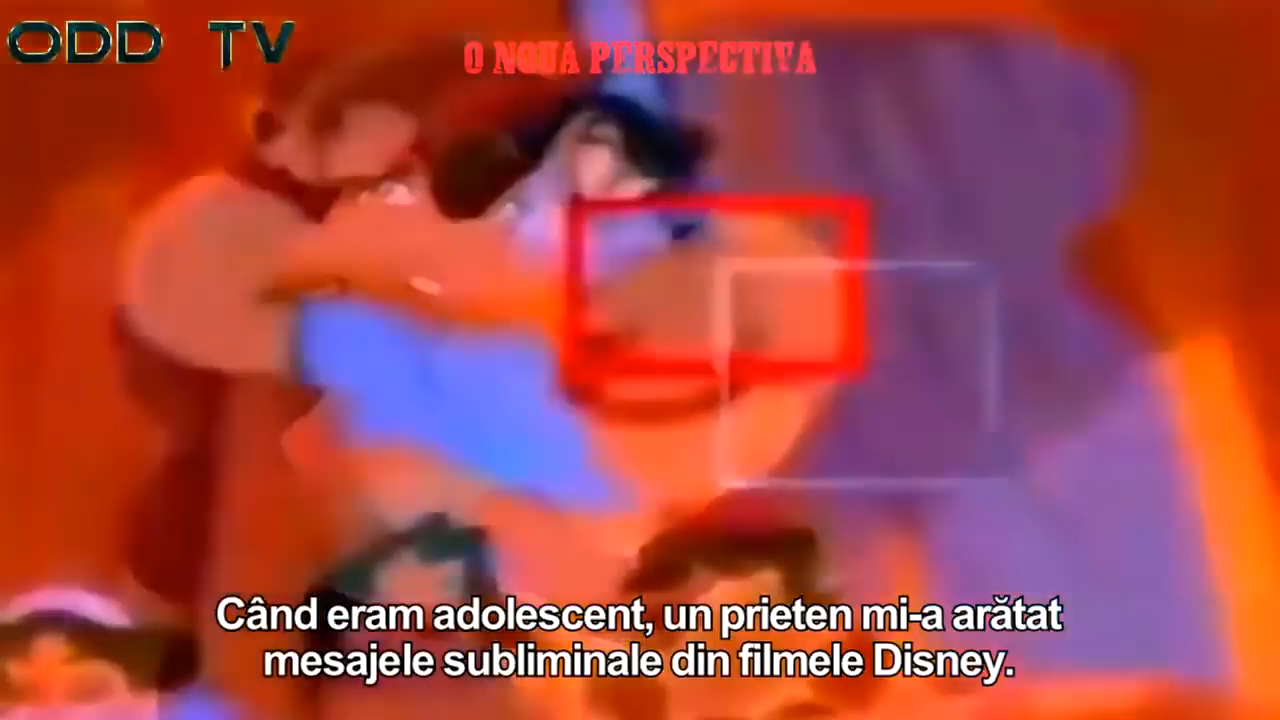 ODD TV
O NOUA PERSPECTIVA
Când eram adolescent, un prieten mi-a arătat
mesajele subliminale din filmele Disney.